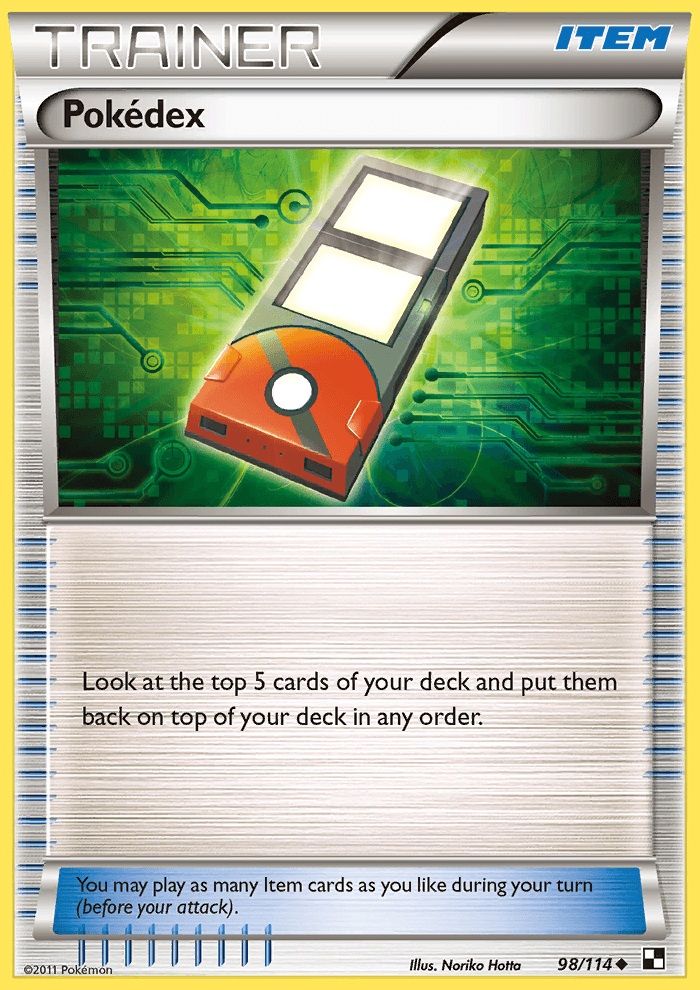 TRAINER ITEM
Pokédex
Look at the top 5 cards of your deck and put them
back on top of your deck in any order.
You may play as many Item cards as you like during your turn
(before your attack).
©2011 Pokémon Illus. Noriko Hotta 98/114